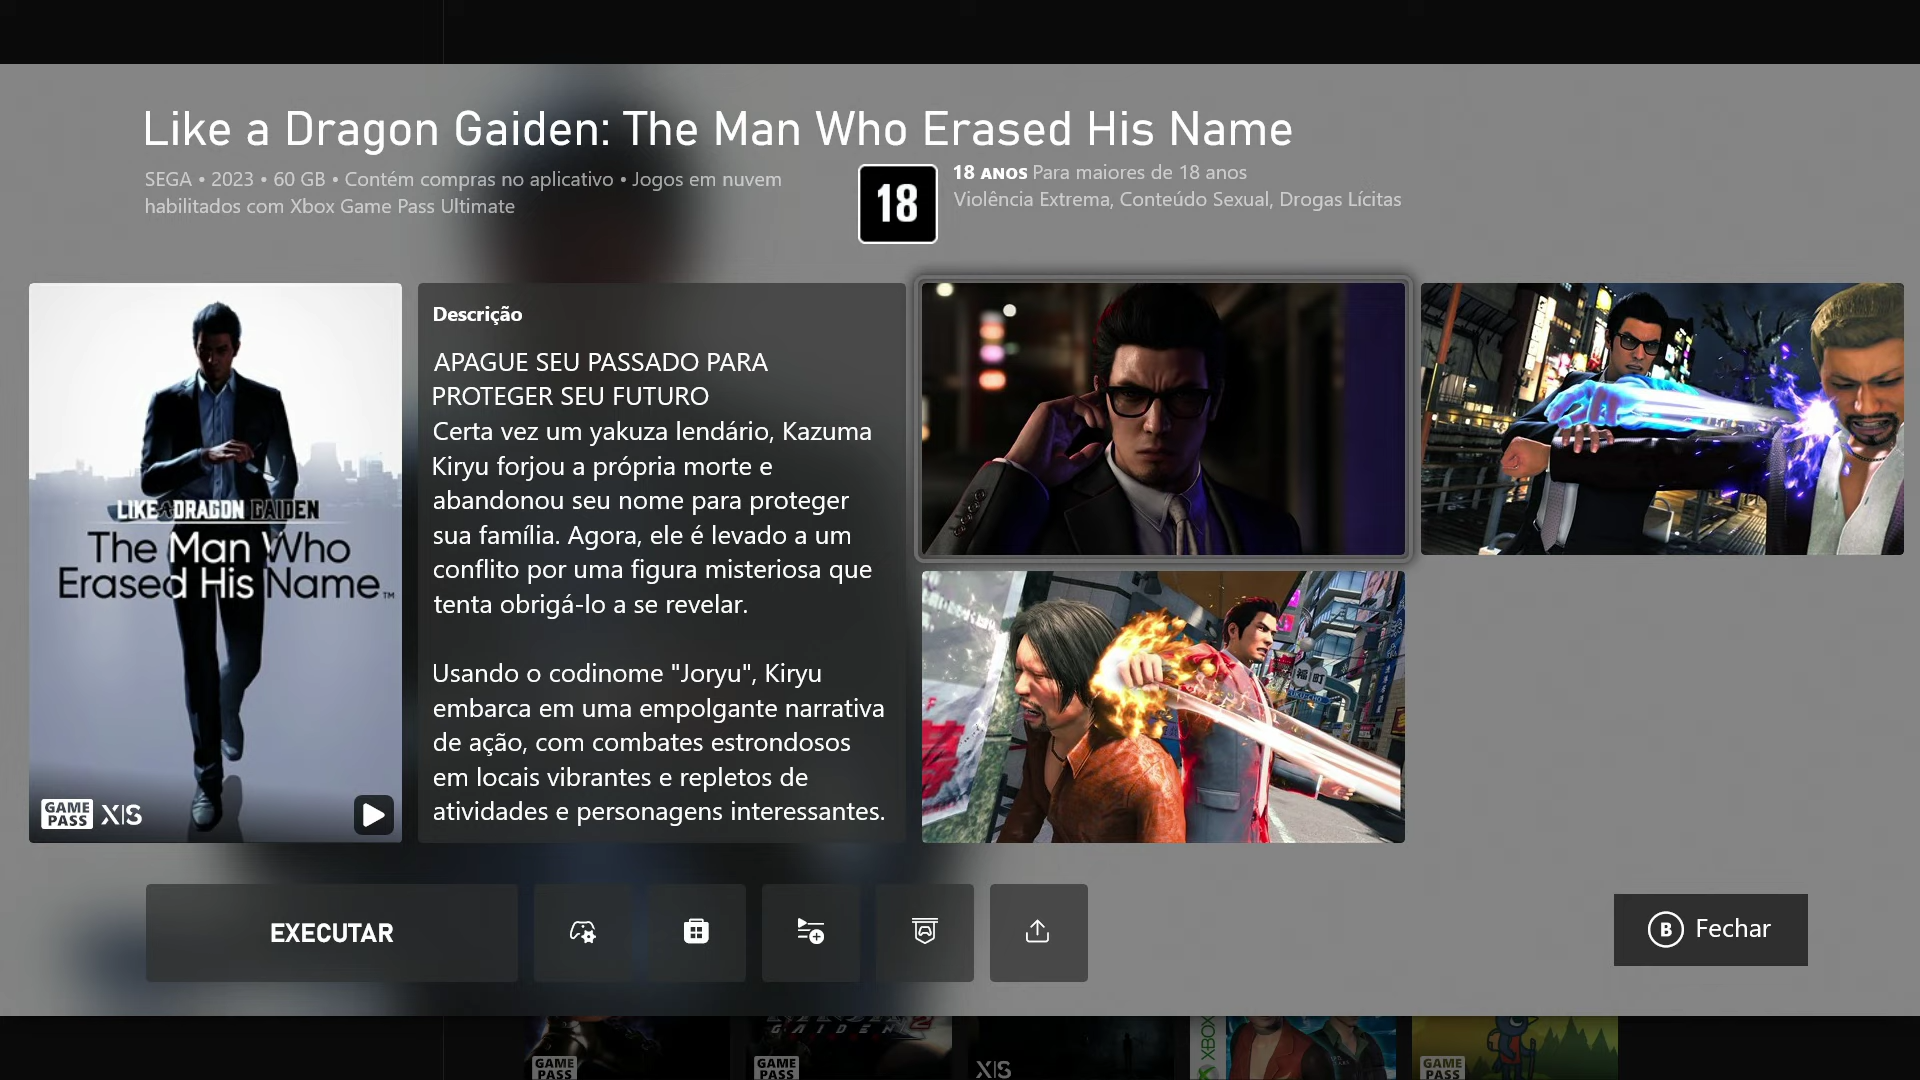 Like a Dragon Gaiden: The Man Who Erased His Name
SEGA • 2023 • 60 GB • Contém compras no aplicativo • Jogos em nuvem
habilitados com Xbox Game Pass Ultimate
18
18 ANOS Para maiores de 18 anos
Violência Extrema, Conteúdo Sexual, Drogas Lícitas
LIKE A DRAGON GAIDEN
The Man Who
Erased His Name™
GAME
PASS
X|S
Descrição
APAGUE SEU PASSADO PARA
PROTEGER SEU FUTURO
Certa vez um yakuza lendário, Kazuma
Kiryu forjou a própria morte e
abandonou seu nome para proteger
sua família. Agora, ele é levado a um
conflito por uma figura misteriosa que
tenta obrigá-lo a se revelar.
Usando o codinome "Joryu", Kiryu
embarca em uma empolgante narrativa
de ação, com combates estrondosos
em locais vibrantes e repletos de
atividades e personagens interessantes.
EXECUTAR
B Fechar
GAIDEN 2
GAME
PASS
GAME
PASS
X|S
XBOX
GAME
PASS